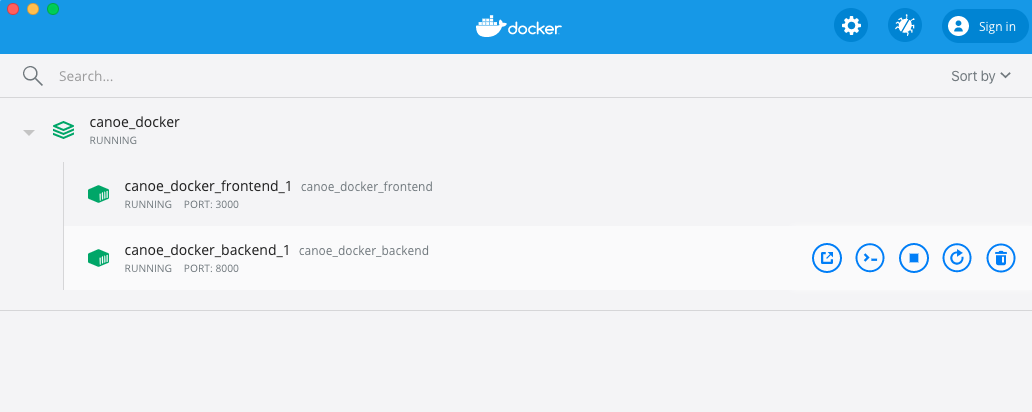 docker
Sign in
Search...
Sort by
canoe_docker
RUNNING
canoe_docker_frontend_1 canoe_docker_frontend
RUNNING PORT: 3000
canoe_docker_backend_1 canoe_docker_backend
RUNNING PORT: 8000